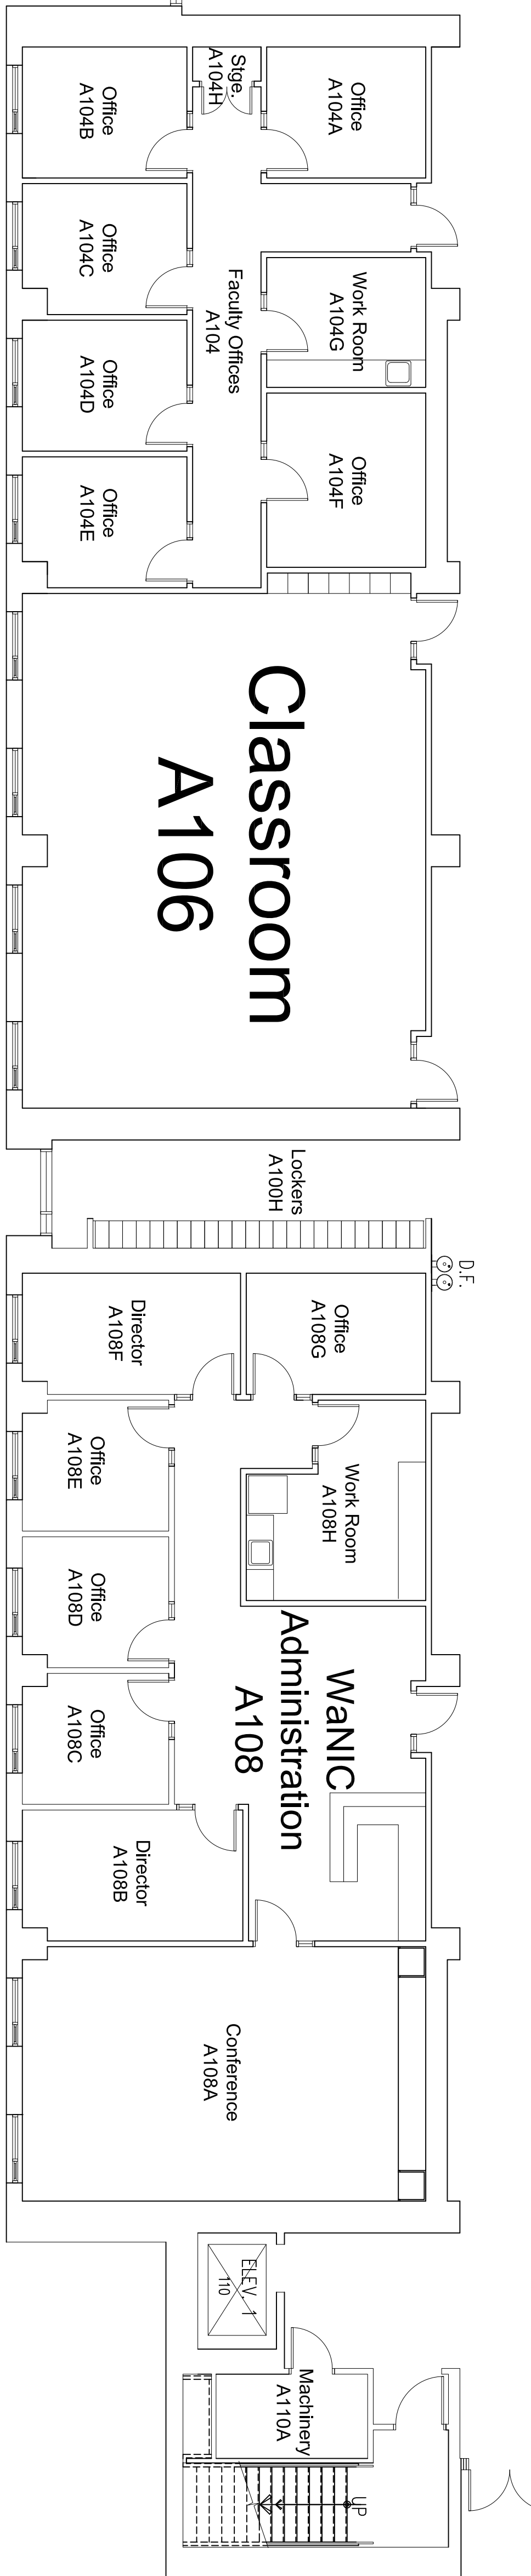 Stge.
A104H
Office
A104A
Office
A104B
Office
A104C
Faculty Offices
A104
Work Room
A104G
Office
A104D
Office
A104F
Office
A104E
Classroom
A106
Lockers
A100H
D.F.
Director
A108F
Office
A108G
Office
A108E
Work Room
A108H
Office
A108D
WaNIC
Administration
A108
Office
A108C
Director
A108B
Conference
A108A
ELEV. 1
110
Machinery
A110A
UP